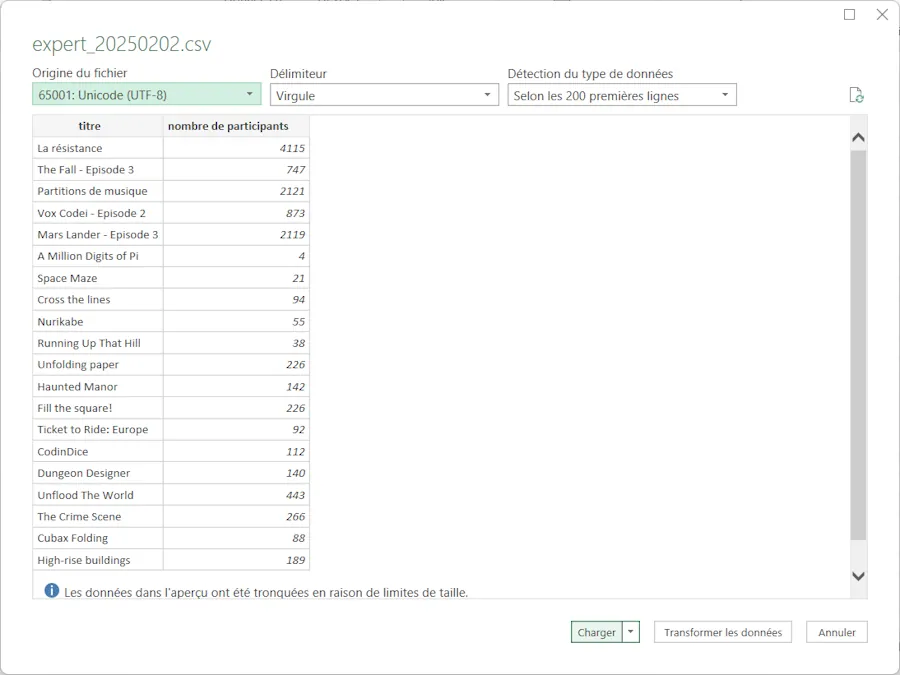 expert_20250202.csv
Origine du fichier Délimiteur Détection du type de données
65001: Unicode (UTF-8) Virgule Selon les 200 premières lignes
titre nombre de participants
La résistance 4115
The Fall - Episode 3 747
Partitions de musique 2121
Vox Codei - Episode 2 873
Mars Lander - Episode 3 2119
A Million Digits of Pi 4
Space Maze 21
Cross the lines 94
Nurikabe 55
Running Up That Hill 38
Unfolding paper 226
Haunted Manor 142
Fill the square! 226
Ticket to Ride: Europe 92
CodinDice 112
Dungeon Designer 140
Unflood The World 443
The Crime Scene 266
Cubax Folding 88
High-rise buildings 189
Les données dans l'aperçu ont été tronquées en raison de limites de taille.
Charger Transformer les données Annuler